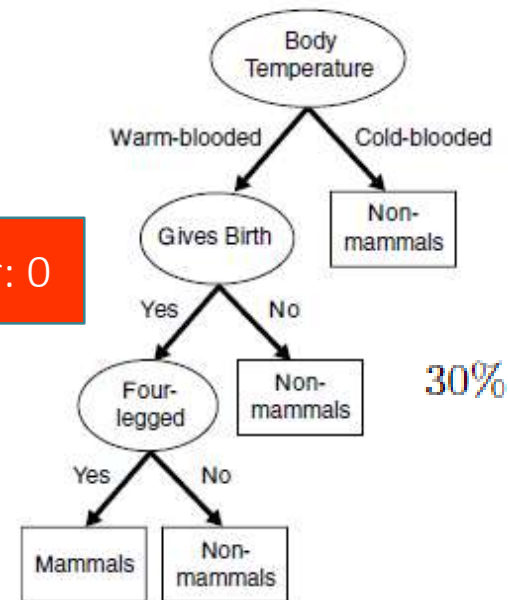 Body
Temperature
Warm-blooded
Cold-blooded
Gives Birth
Non-
mammals
: 0
Yes
No
Four-
legged
Non-
mammals
30%
Yes
No
Mammals
Non-
mammals